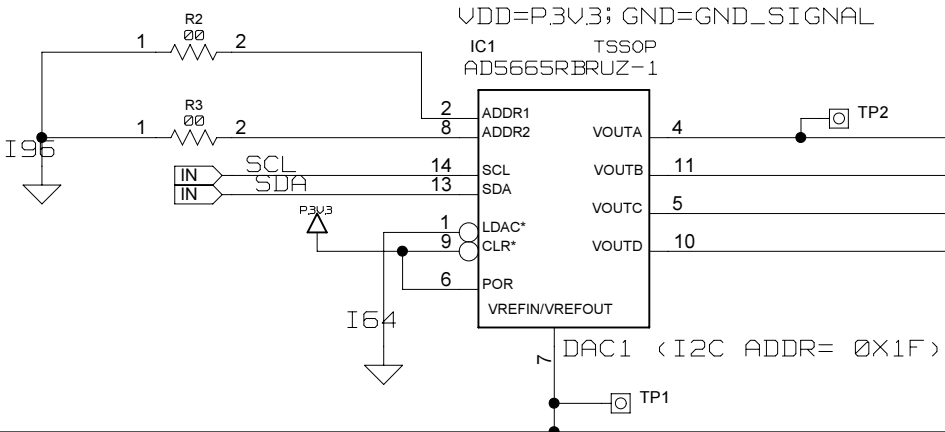 VDD=P3V3; GND=GND_SIGNAL
R2
00
1
2
IC1
TSSOP
AD5665RBRUZ-1
R3
00
1
2
2
ADDR1
8
ADDR2
VOUTA
4
TP2
I96
SCL
IN
14
SCL
VOUTB
11
SDA
IN
13
SDA
P3V3
1
LDAC*
VOUTC
5
9
CLR*
VOUTD
10
6
POR
VREFIN/VREFOUT
I64
7
DAC1 (I2C ADDR= 0X1F)
TP1